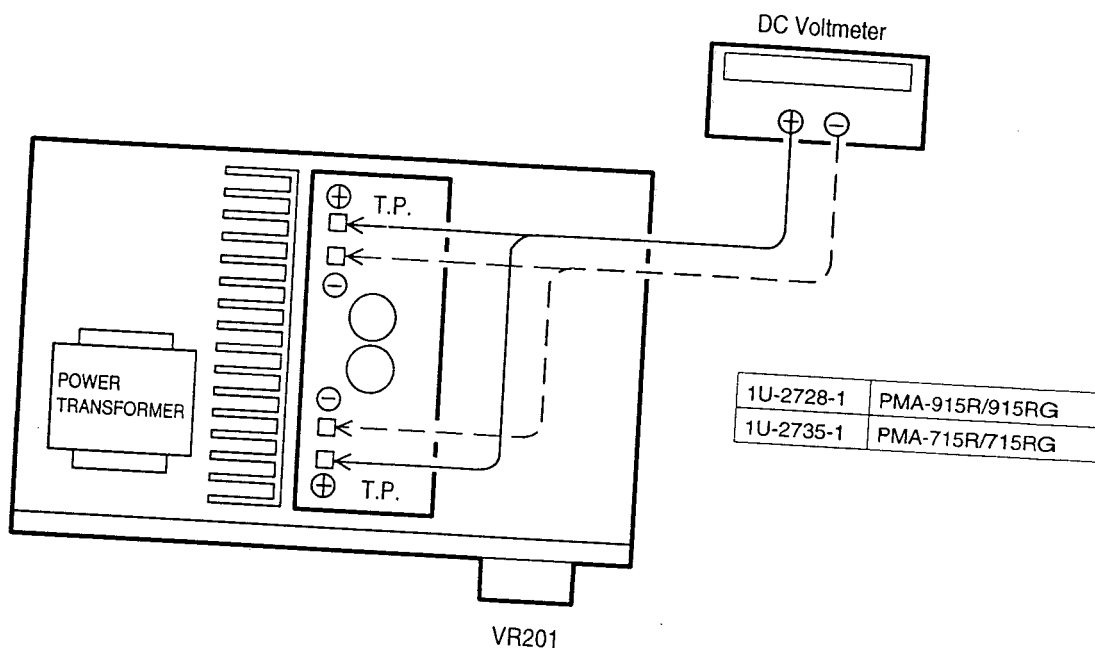 DC Voltmeter
⊕ ⊖
⊕ T.P.
⊖
POWER
TRANSFORMER
⊖
⊕ T.P.
1U-2728-1 PMA-915R/915RG
1U-2735-1 PMA-715R/715RG
VR201